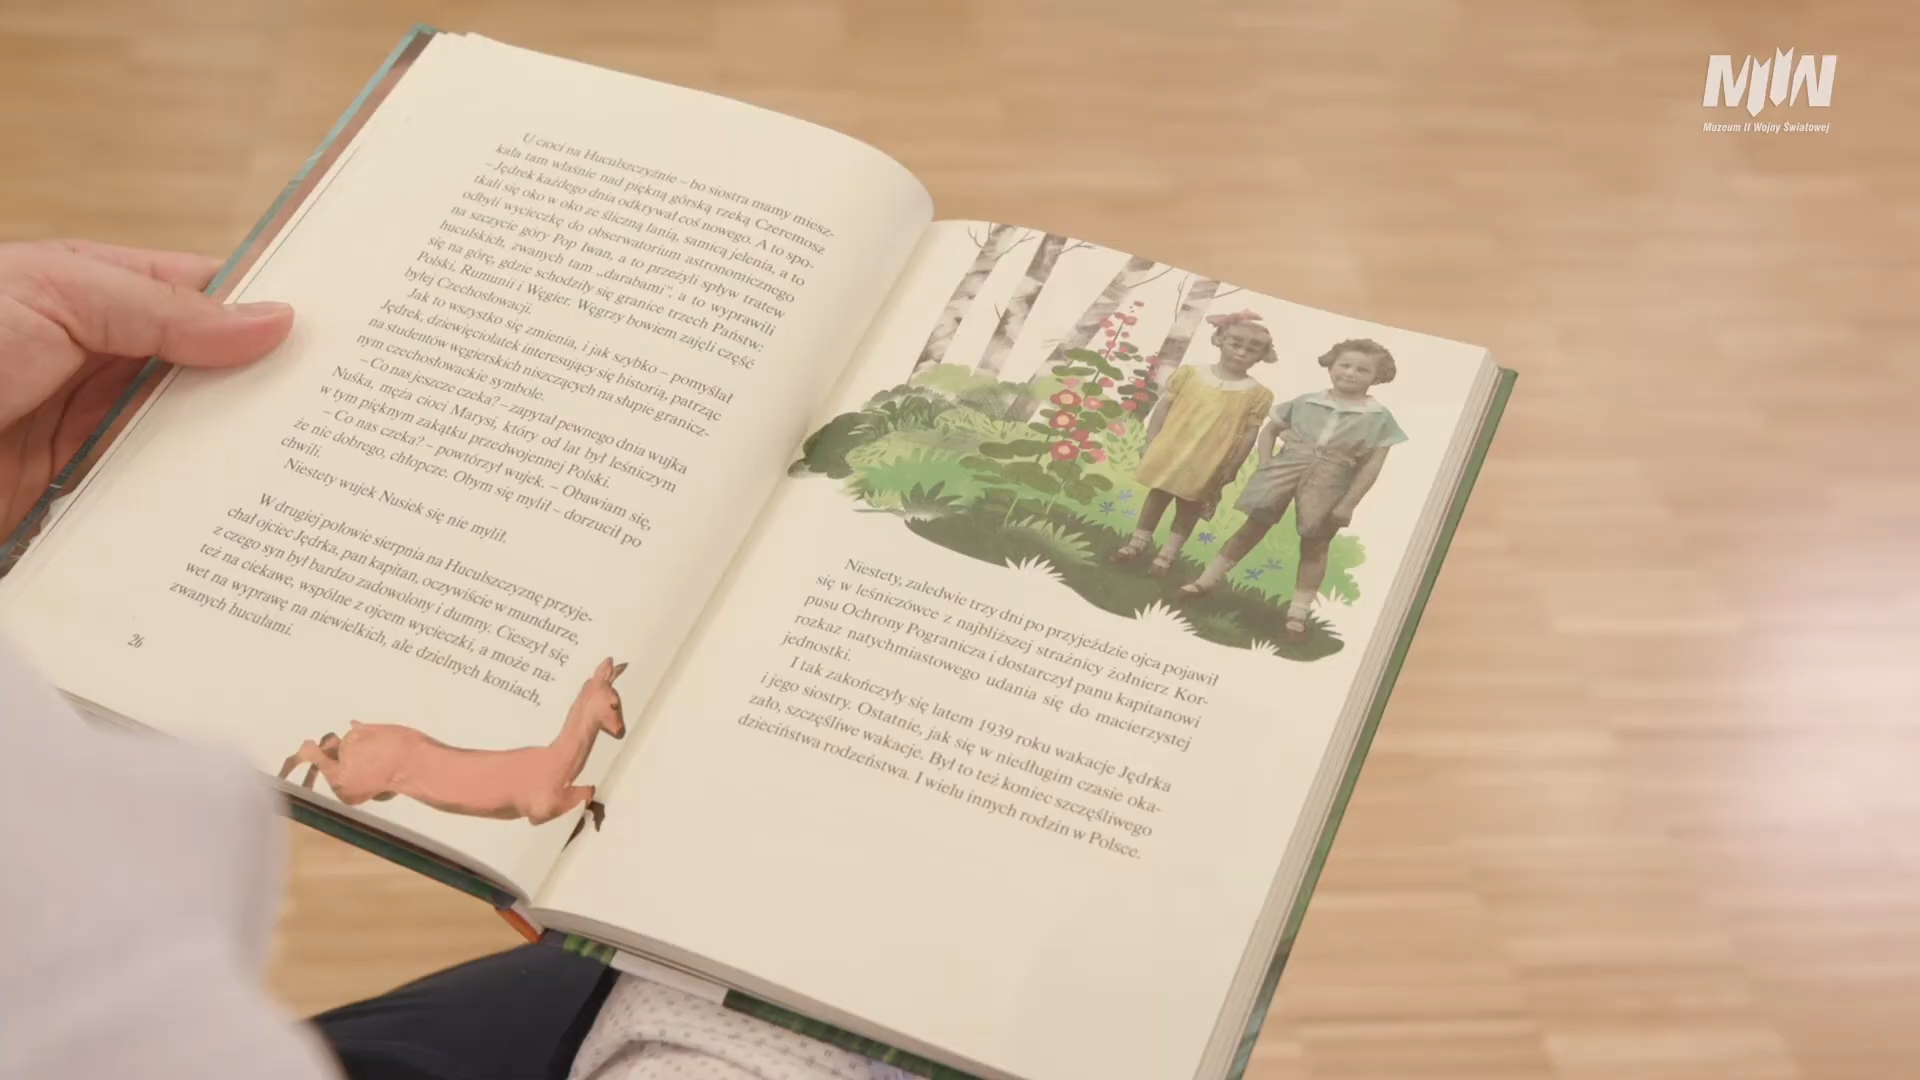 U cioci na Huculszczyźnie – bo siostra mamy miesz-
kała tam właśnie nad piękną górską rzeką Czeremosz
– Jędrek każdego dnia odkrywał coś nowego. A to spo-
tkali się oko w oko ze śliczną łanią, samicą jelenia, a to
odbyli wycieczkę do obserwatorium astronomicznego
na szczycie góry Pop Iwan, a to przeżyli spływ tratew
huculskich, zwanych tam „darabami”, a to wyprawili
się na górę, gdzie schodziły się granice trzech Państw:
Polski, Rumunii i Węgier. Węgrzy bowiem zajęli część
byłej Czechosłowacji.
Jak to wszystko się zmienia, i jak szybko – pomyślał
Jędrek, dziewięciolatek interesujący się historią, patrząc
na studentów węgierskich niszczących na słupie granicz-
nym czechosłowackie symbole.
– Co nas jeszcze czeka? – zapytał pewnego dnia wujka
Nuśka, męża cioci Marysi, który od lat był leśniczym
w tym pięknym zakątku przedwojennej Polski.
– Co nas czeka? – powtórzył wujek. – Obawiam się,
że nic dobrego, chłopcze. Obym się mylił – dorzucił po
chwili.
Niestety wujek Nusiek się nie mylił.
W drugiej połowie sierpnia na Huculszczyznę przyje-
chał ojciec Jędrka, pan kapitan, oczywiście w mundurze,
z czego syn był bardzo zadowolony i dumny. Cieszył się
też na ciekawe, wspólne z ojcem wycieczki, a może na-
wet na wyprawę na niewielkich, ale dzielnych koniach,
zwanych hucułami.
26
Niestety, zaledwie trzy dni po przyjeździe ojca pojawił
się w leśniczówce z najbliższej strażnicy żołnierz Kor-
pusu Ochrony Pogranicza i dostarczył panu kapitanowi
rozkaz natychmiastowego udania się do macierzystej
jednostki.
I tak zakończyły się latem 1939 roku wakacje Jędrka
i jego siostry. Ostatnie, jak się w niedługim czasie oka-
zało, szczęśliwe wakacje. Był to też koniec szczęśliwego
dzieciństwa rodzeństwa. I wielu innych rodzin w Polsce.
Muzeum II Wojny Światowej